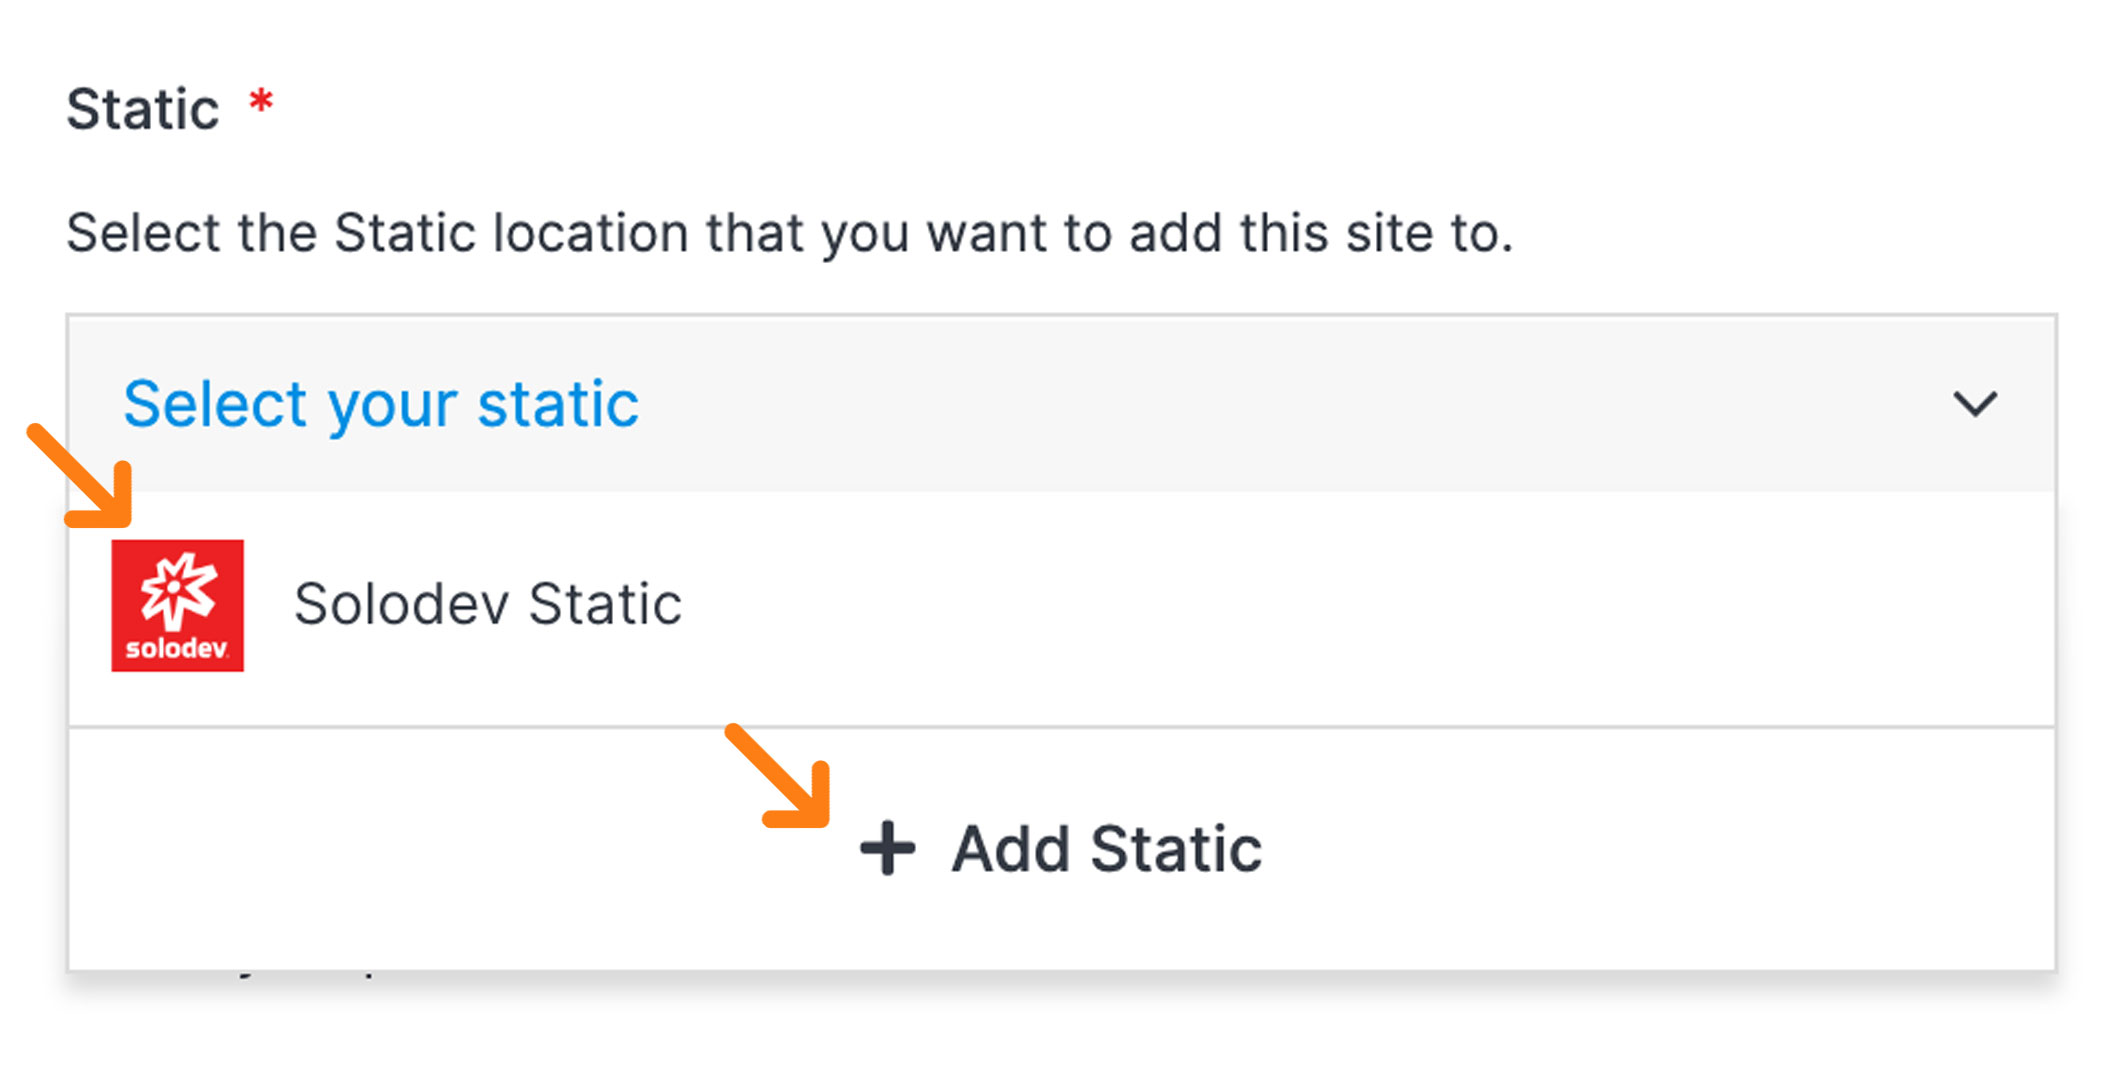 Static *
Select the Static location that you want to add this site to.
Select your static
solodev
Solodev Static
+ Add Static